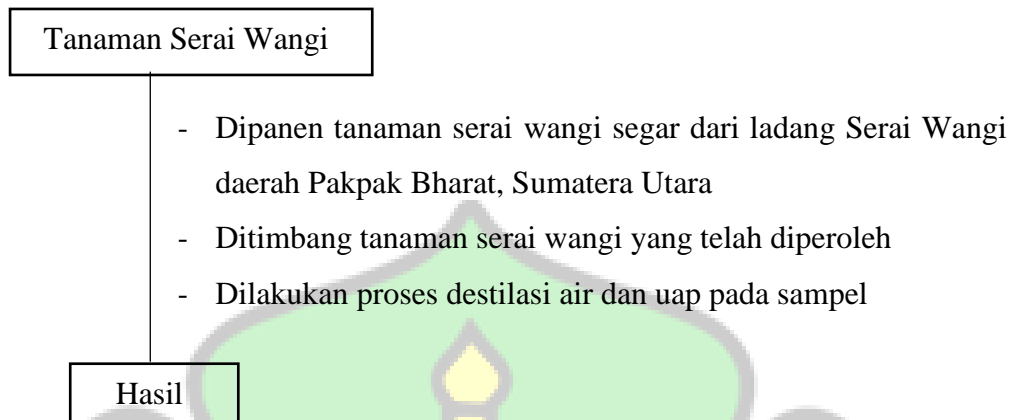 Tanaman Serai Wangi
- Dipanen tanaman serai wangi segar dari ladang Serai Wangi
daerah Pakpak Bharat, Sumatera Utara
- Ditimbang tanaman serai wangi yang telah diperoleh
- Dilakukan proses destilasi air dan uap pada sampel
Hasil